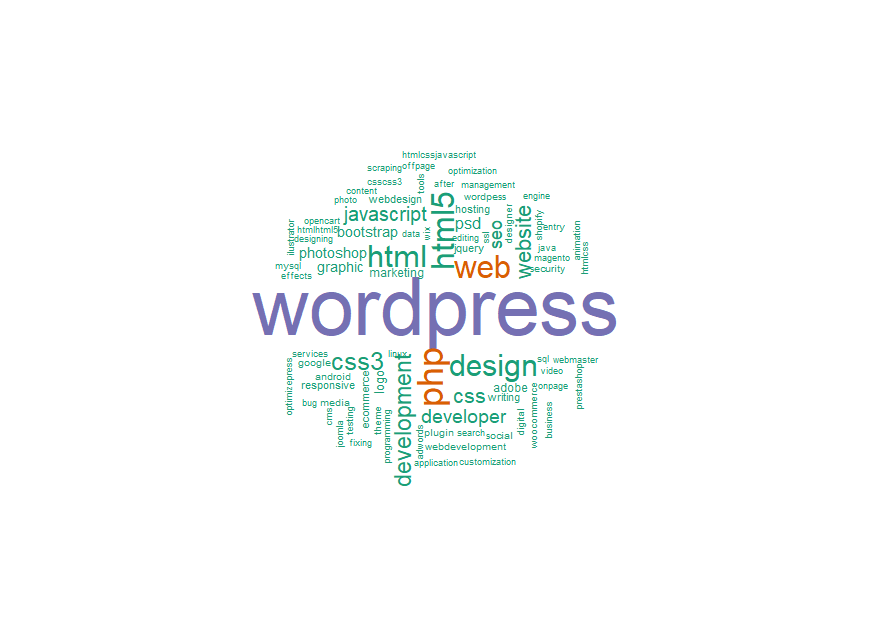 htmlcssjavascript
scraping
offpage
optimization
csscss3
tools
after
management
content
photo
webdesign
html5
wordpess
engine
javascript
hosting
opencart
htmlhtml5
designing
ilustrator
bootstrap
data
wix
psd
editing
jquery
ssl
seo
designer
website
shopify
entry
java
magento
security
animation
htmlcss
photoshop
html
web
mysql
effects
graphic
marketing
wordpress
services
google
css3
linux
php
design
sql
webmaster
video
optimizepress
android
responsive
ecommerce
logo
development
adobe
onpage
prestashop
bug
media
css
writing
woocommerce
cms
joomla
testing
theme
programming
developer
digital
business
fixing
adwords
plugin
search
social
webdevelopment
application
customization